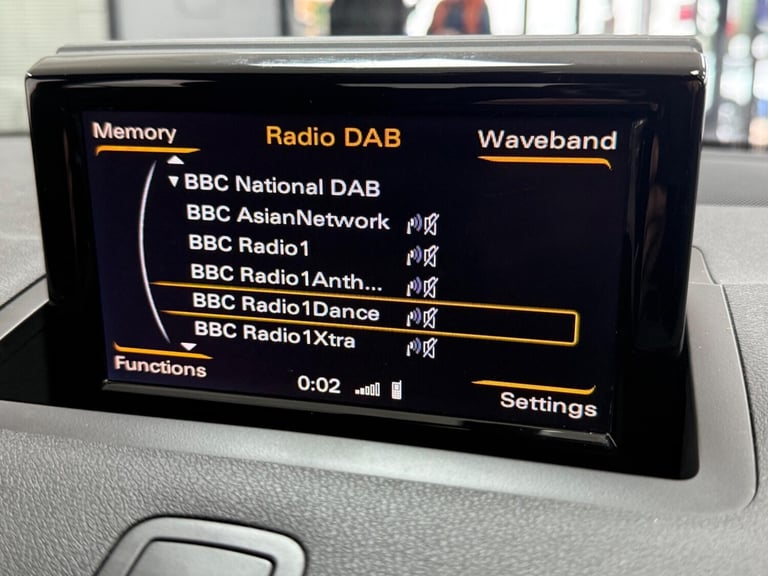 Memory
Radio DAB
Waveband
BBC National DAB
BBC AsianNetwork
BBC Radio1
BBC Radio1Anth...
BBC Radio1Dance
BBC Radio1Xtra
Functions
0:02
Settings